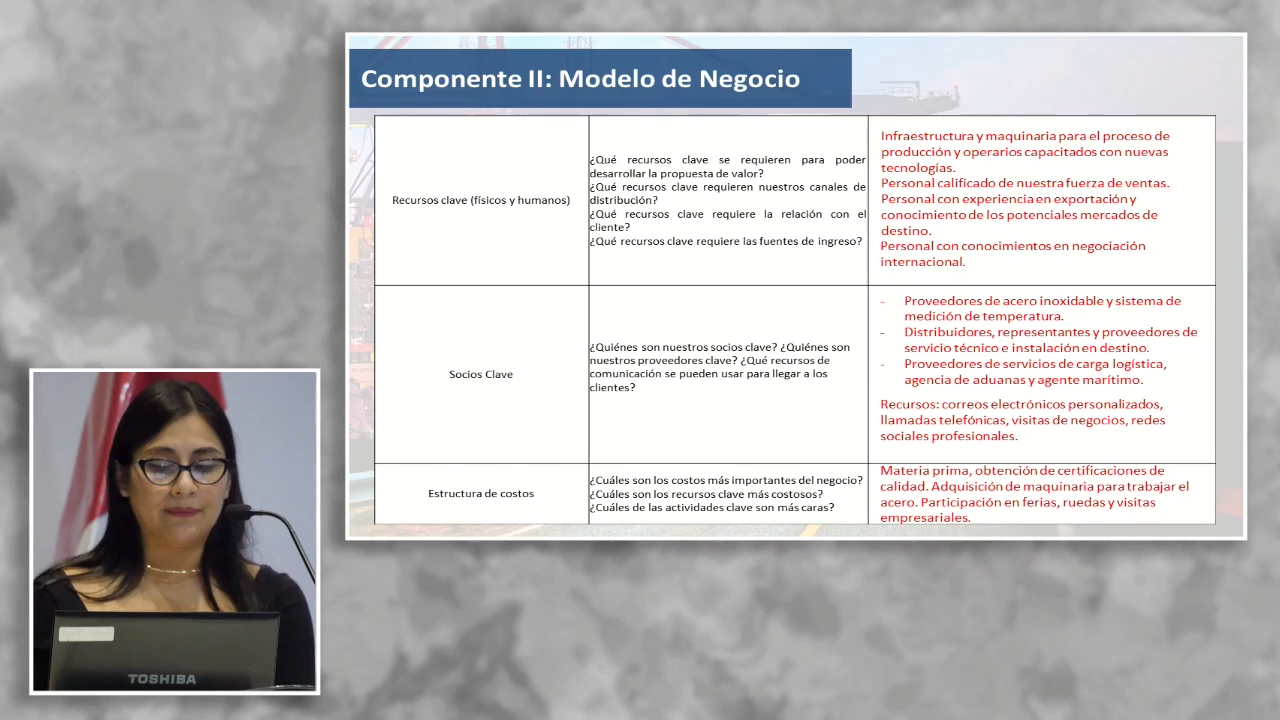 Componente II: Modelo de Negocio
Recursos clave (físicos y humanos)
¿Qué recursos clave se requieren para poder
desarrollar la propuesta de valor?
¿Qué recursos clave requieren nuestros canales de
distribución?
¿Qué recursos clave requiere la relación con el
cliente?
¿Qué recursos clave requiere las fuentes de ingreso?
Infraestructura y maquinaria para el proceso de
producción y operarios capacitados con nuevas
tecnologías.
Personal calificado de nuestra fuerza de ventas.
Personal con experiencia en exportación y
conocimiento de los potenciales mercados de
destino.
Personal con conocimientos en negociación
internacional.
Socios Clave
¿Quiénes son nuestros socios clave? ¿Quiénes son
nuestros proveedores clave? ¿Qué recursos de
comunicación se pueden usar para llegar a los
clientes?
- Proveedores de acero inoxidable y sistema de
medición de temperatura.
- Distribuidores, representantes y proveedores de
servicio técnico e instalación en destino.
- Proveedores de servicios de carga logística,
agencia de aduanas y agente marítimo.
Recursos: correos electrónicos personalizados,
llamadas telefónicas, visitas de negocios, redes
sociales profesionales.
Estructura de costos
¿Cuáles son los costos más importantes del negocio?
¿Cuáles son los recursos clave más costosos?
¿Cuáles de las actividades clave son más caras?
Materia prima, obtención de certificaciones de
calidad. Adquisición de maquinaria para trabajar el
acero. Participación en ferias, ruedas y visitas
empresariales.
TOSHIBA